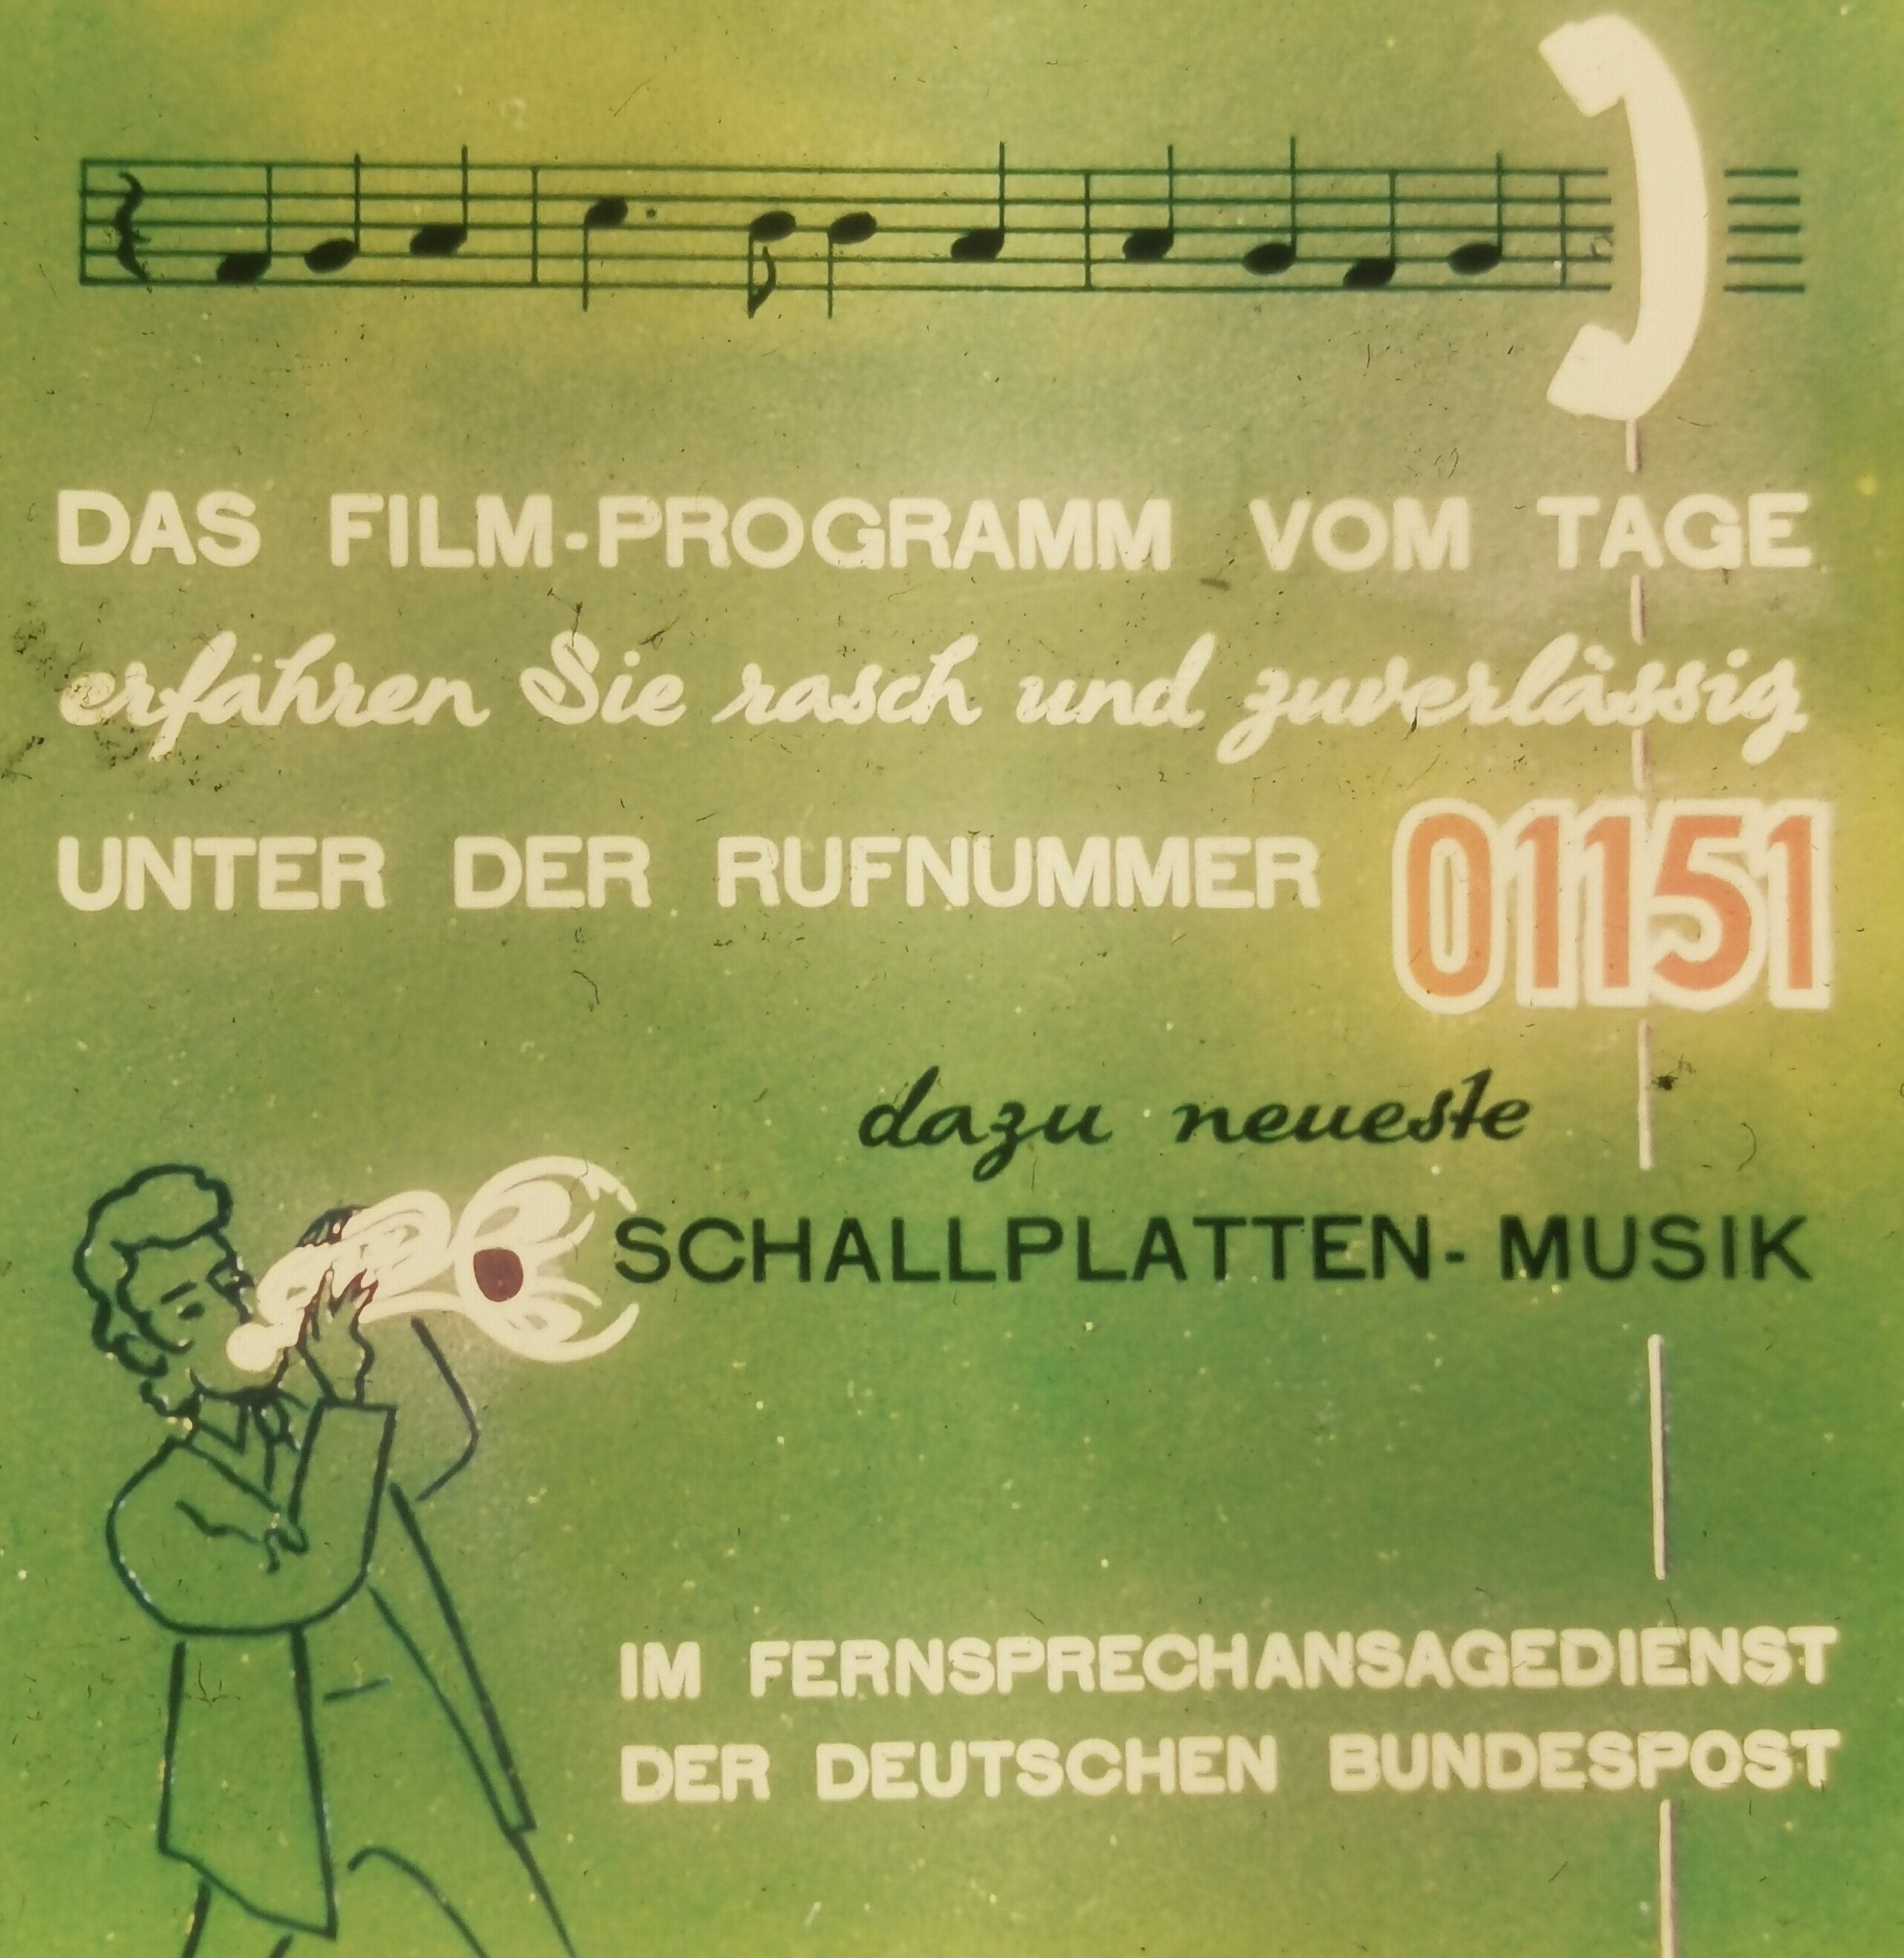 DAS FILM-PROGRAMM VOM TAGE
erfahren Sie rasch und zuverlässig
UNTER DER RUFNUMMER 01151
dazu neueste
SCHALLPLATTEN-MUSIK
IM FERNSPRECHANSAGEDIENST
DER DEUTSCHEN BUNDESPOST